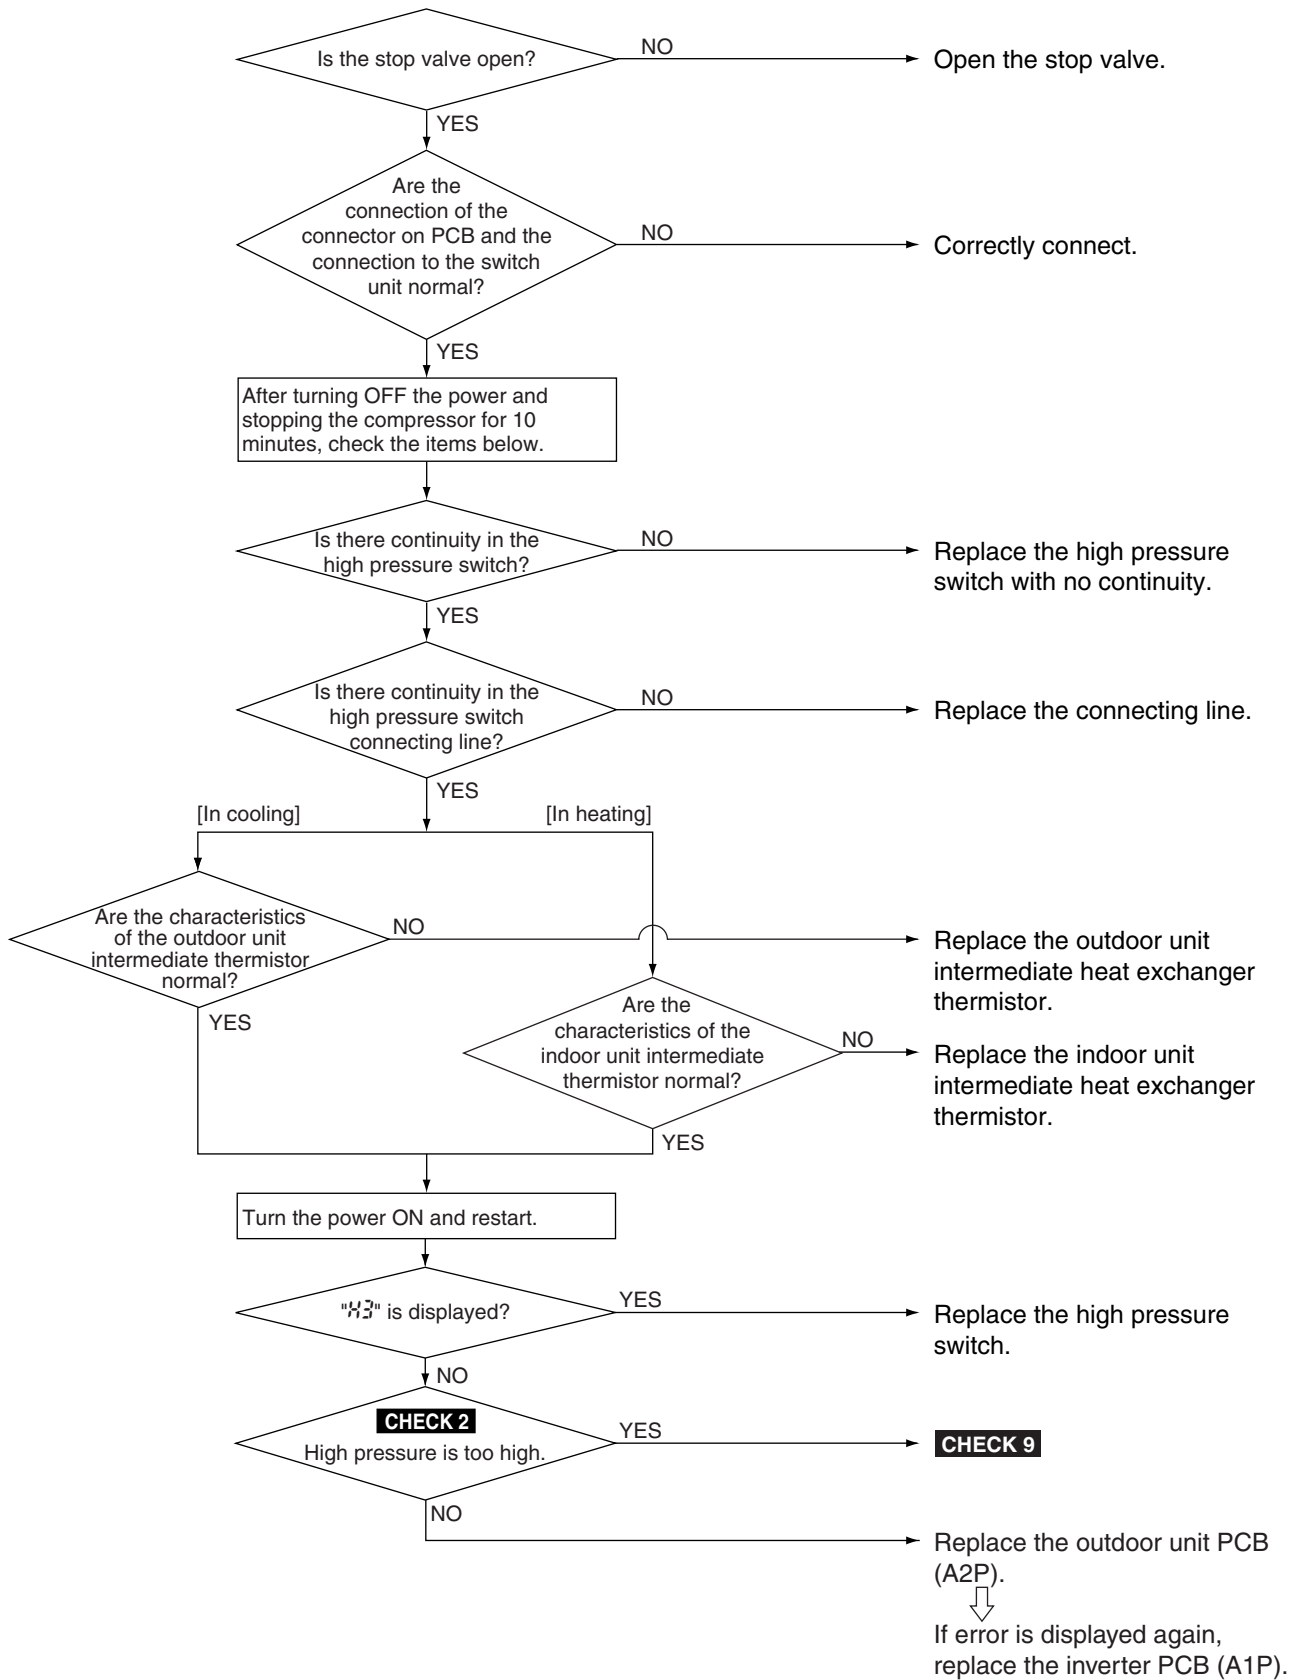 Is the stop valve open?
NO
Open the stop valve.
YES
Are the
connection of the
connector on PCB and the
connection to the switch
unit normal?
NO
Correctly connect.
YES
After turning OFF the power and
stopping the compressor for 10
minutes, check the items below.
Is there continuity in the
high pressure switch?
NO
Replace the high pressure
switch with no continuity.
YES
Is there continuity in the
high pressure switch
connecting line?
NO
Replace the connecting line.
YES
[In cooling]
[In heating]
Are the characteristics
of the outdoor unit
intermediate thermistor
normal?
NO
Replace the outdoor unit
intermediate heat exchanger
thermistor.
YES
Are the
characteristics of the
indoor unit intermediate
thermistor normal?
NO
Replace the indoor unit
intermediate heat exchanger
thermistor.
YES
Turn the power ON and restart.
"H3" is displayed?
YES
Replace the high pressure
switch.
NO
CHECK 2
High pressure is too high.
YES
CHECK 9
NO
Replace the outdoor unit PCB
(A2P).
If error is displayed again,
replace the inverter PCB (A1P).